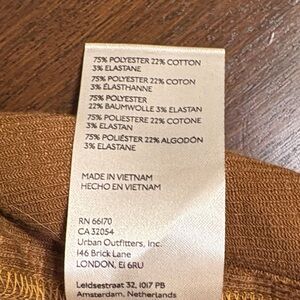 75% POLYESTER 22% COTTON
3% ELASTANE
75% POLYESTER 22% COTON
3% ÉLASTHANNE
75% POLYESTER
22% BAUMWOLLE 3% ELASTAN
75% POLIESTERE 22% COTONE
3% ELASTAN
75% POLIÉSTER 22% ALGODÓN
3% ELASTANO
MADE IN VIETNAM
HECHO EN VIETNAM
RN 66170
CA 32054
Urban Outfitters, Inc.
146 Brick Lane
LONDON, E1 6RU
Leidsestraat 32, 1017 PB
Amsterdam, Netherlands